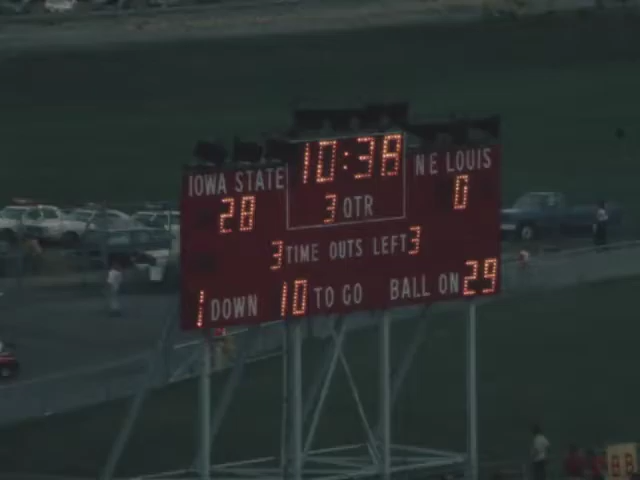 10:38
IOWA STATE NE LOUIS
28 3 QTR 0
3 TIME OUTS LEFT 3
1 DOWN 10 TO GO BALL ON 29